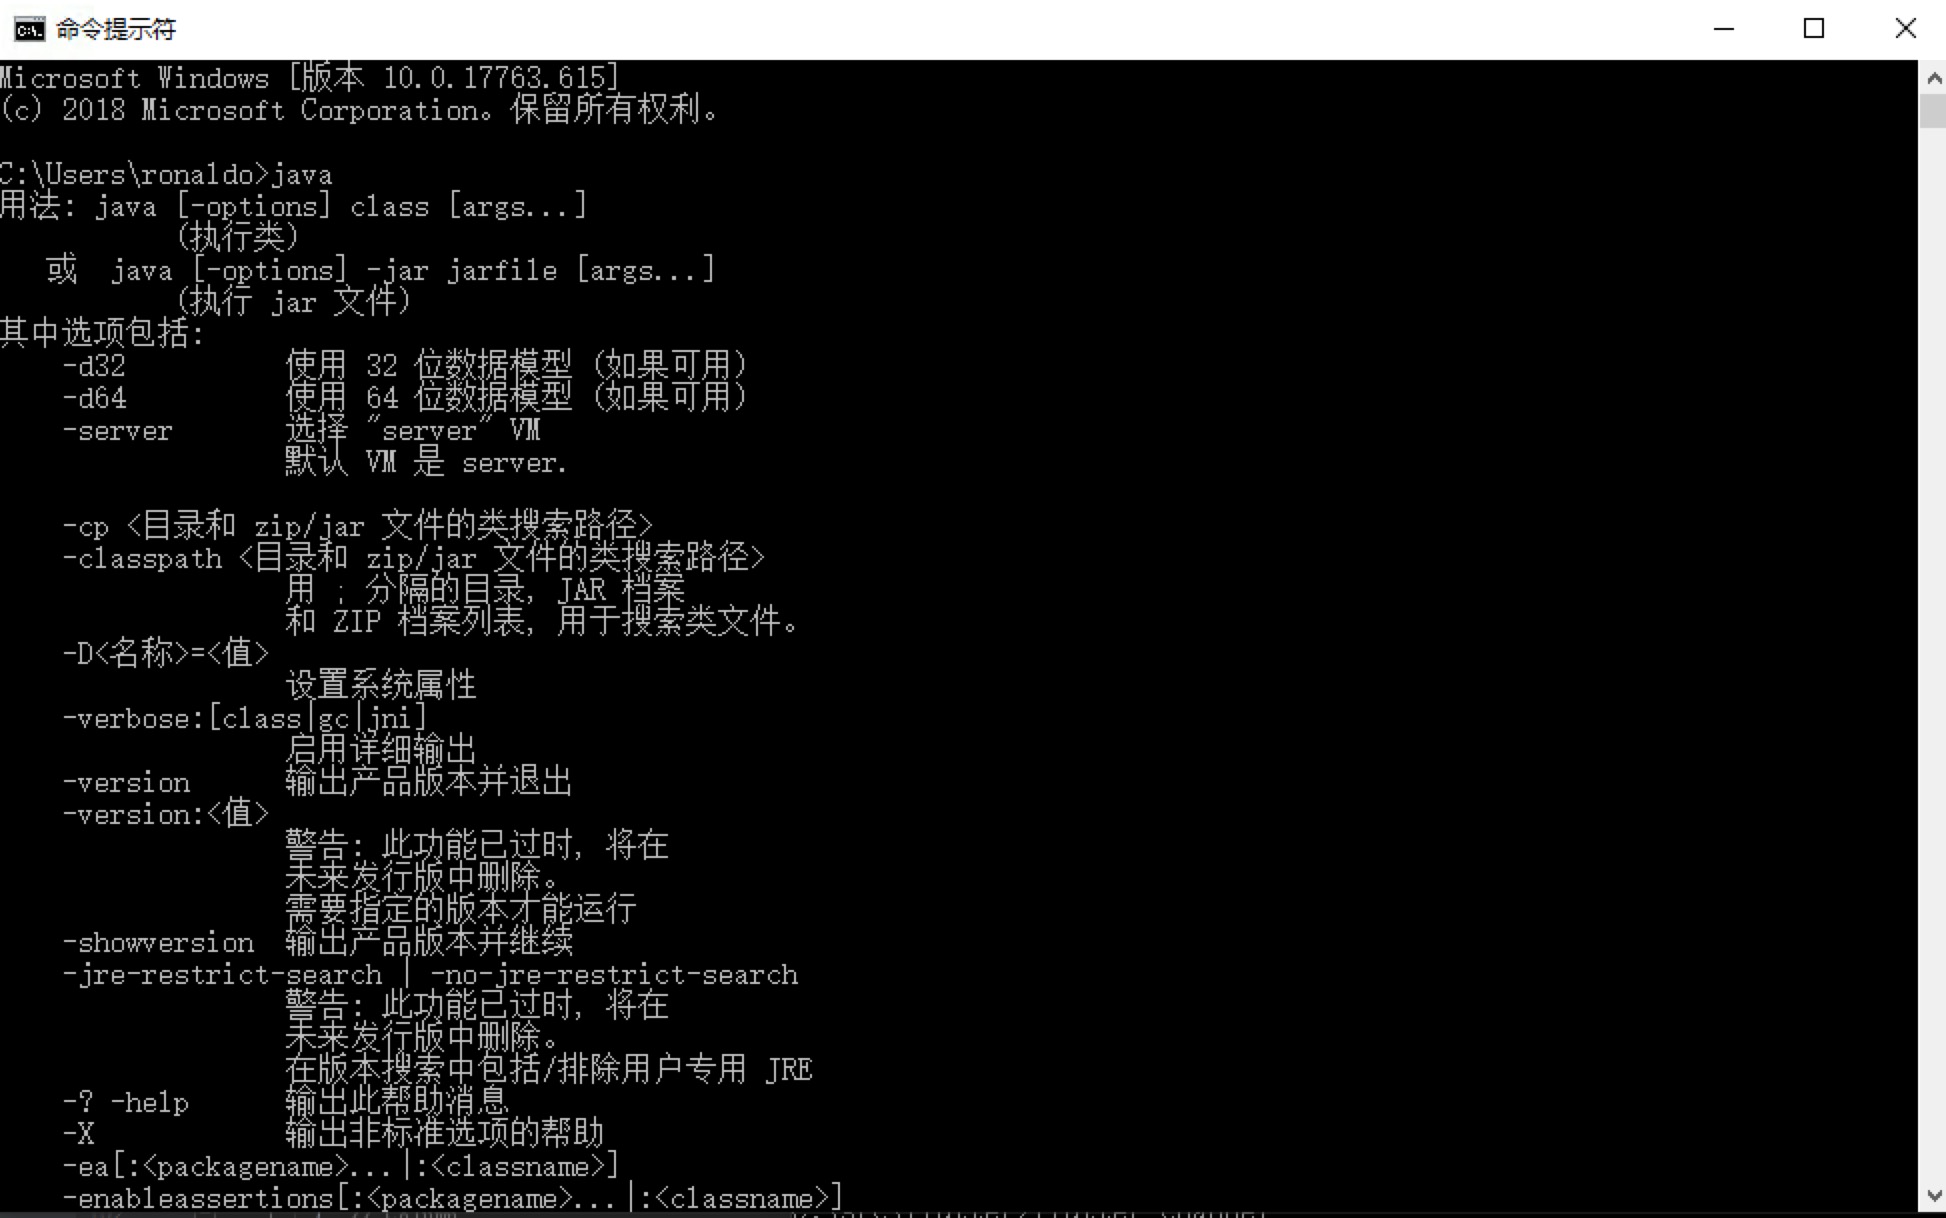 命令提示符
Microsoft Windows [版本 10.0.17763.615]
(c) 2018 Microsoft Corporation。保留所有权利。
C:\Users\ronaldo>java
用法: java [-options] class [args...]
(执行类)
或 java [-options] -jar jarfile [args...]
(执行 jar 文件)
其中选项包括:
-d32 使用 32 位数据模型 (如果可用)
-d64 使用 64 位数据模型 (如果可用)
-server 选择 "server" VM
默认 VM 是 server.
-cp <目录和 zip/jar 文件的类搜索路径>
-classpath <目录和 zip/jar 文件的类搜索路径>
用 ; 分隔的目录, JAR 档案
和 ZIP 档案列表, 用于搜索类文件。
-D<名称>=<值>
设置系统属性
-verbose:[class|gc|jni]
启用详细输出
-version 输出产品版本并退出
-version:<值>
警告: 此功能已过时, 将在
未来发行版中删除。
需要指定的版本才能运行
-showversion 输出产品版本并继续
-jre-restrict-search | -no-jre-restrict-search
警告: 此功能已过时, 将在
未来发行版中删除。
在版本搜索中包括/排除用户专用 JRE
-? -help 输出此帮助消息
-X 输出非标准选项的帮助
-ea[:<packagename>...|:<classname>]
-enableassertions[:<packagename>...|:<classname>]